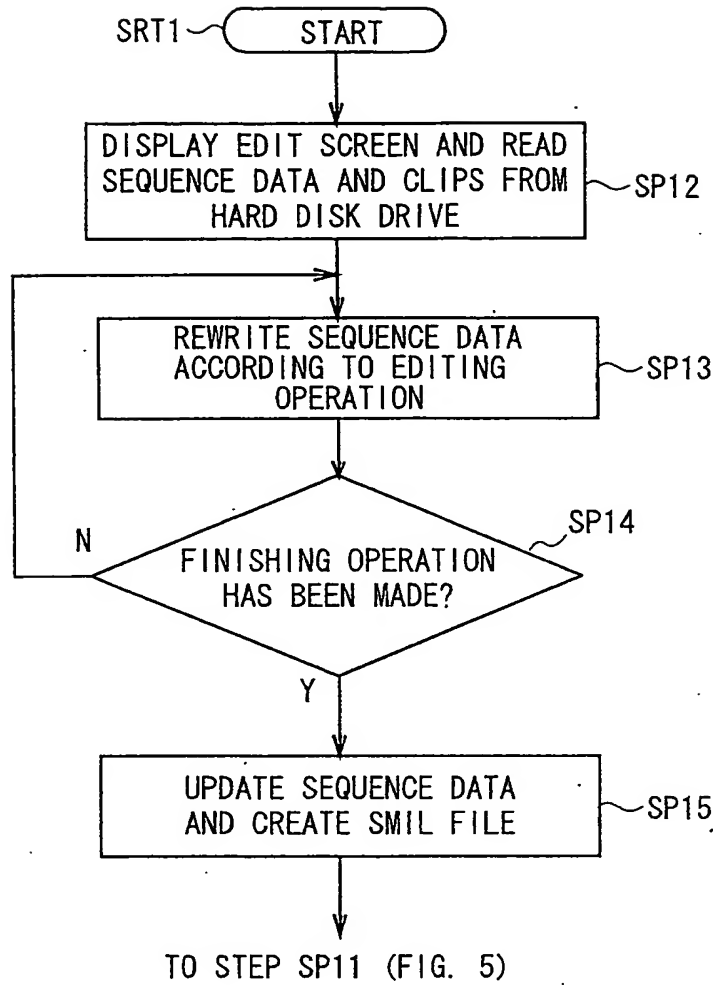 SRT1
START
DISPLAY EDIT SCREEN AND READ
SEQUENCE DATA AND CLIPS FROM
HARD DISK DRIVE
SP12
REWRITE SEQUENCE DATA
ACCORDING TO EDITING
OPERATION
SP13
SP14
N
FINISHING OPERATION
HAS BEEN MADE?
Y
UPDATE SEQUENCE DATA
AND CREATE SMIL FILE
SP15
TO STEP SP11 (FIG. 5)